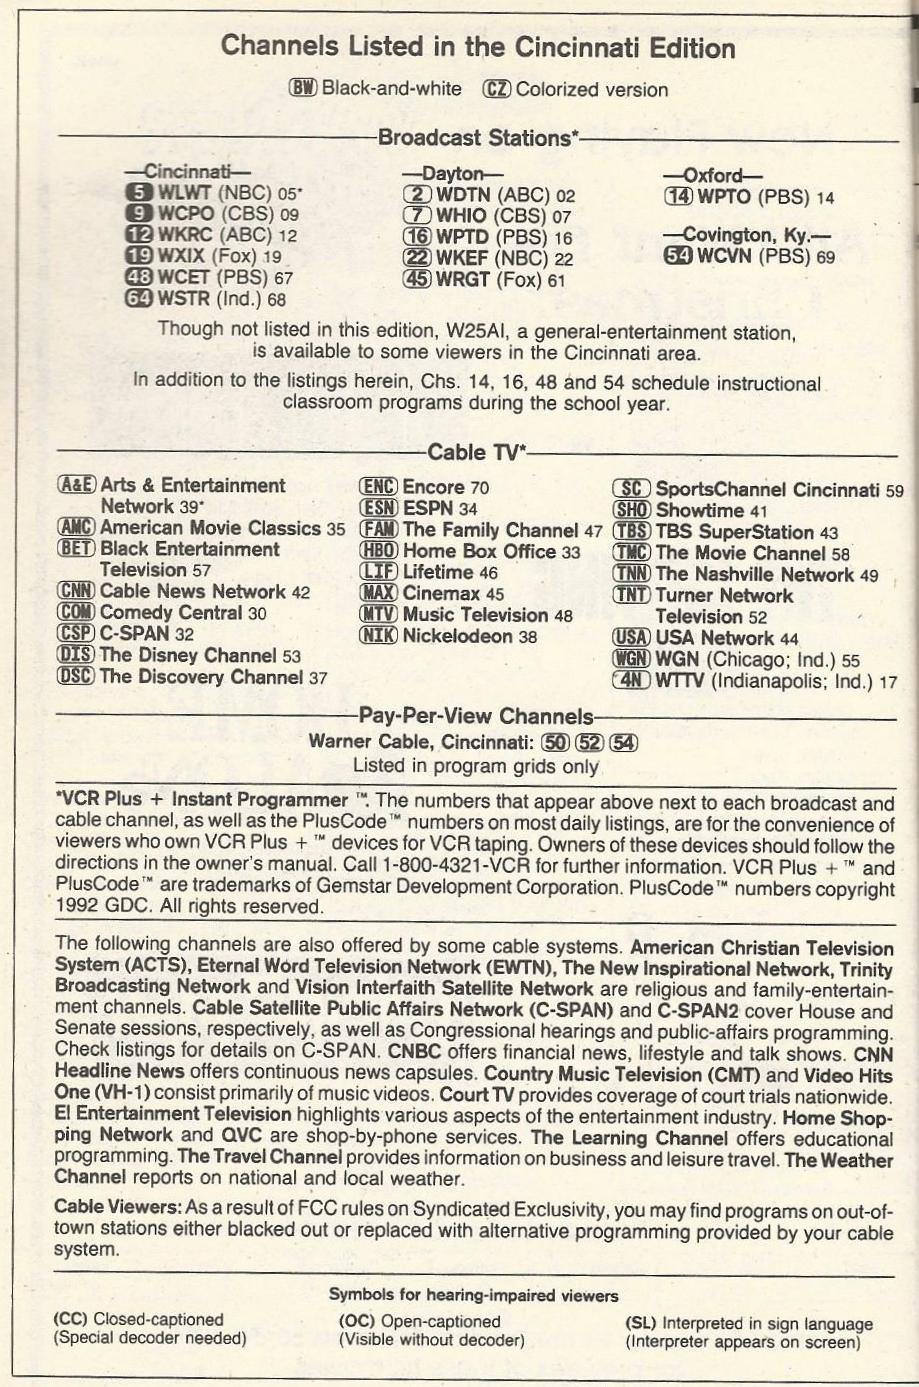 Channels Listed in the Cincinnati Edition
BW Black-and-white CZ Colorized version
Broadcast Stations*
—Cincinnati—
5 WLWT (NBC) 05*
9 WCPO (CBS) 09
12 WKRC (ABC) 12
19 WXIX (Fox) 19
48 WCET (PBS) 67
64 WSTR (Ind.) 68
—Dayton—
2 WDTN (ABC) 02
7 WHIO (CBS) 07
16 WPTD (PBS) 16
22 WKEF (NBC) 22
45 WRGT (Fox) 61
—Oxford—
14 WPTO (PBS) 14
—Covington, Ky.—
54 WCVN (PBS) 69
Though not listed in this edition, W25AI, a general-entertainment station,
is available to some viewers in the Cincinnati area.
In addition to the listings herein, Chs. 14, 16, 48 and 54 schedule instructional
classroom programs during the school year.
Cable TV*
A&E Arts & Entertainment
Network 39*
AMC American Movie Classics 35
BET Black Entertainment
Television 57
CNN Cable News Network 42
COM Comedy Central 30
CSP C-SPAN 32
DIS The Disney Channel 53
DSC The Discovery Channel 37
ENC Encore 70
ESN ESPN 34
FAM The Family Channel 47
HBO Home Box Office 33
LIF Lifetime 46
MAX Cinemax 45
MTV Music Television 48
NIK Nickelodeon 38
SC SportsChannel Cincinnati 59
SHO Showtime 41
TBS TBS SuperStation 43
TMC The Movie Channel 58
TNN The Nashville Network 49
TNT Turner Network
Television 52
USA USA Network 44
WGN WGN (Chicago; Ind.) 55
4N WTTV (Indianapolis; Ind.) 17
Pay-Per-View Channels
Warner Cable, Cincinnati: 50 52 54
Listed in program grids only
*VCR Plus + Instant Programmer ™. The numbers that appear above next to each broadcast and
cable channel, as well as the PlusCode™ numbers on most daily listings, are for the convenience of
viewers who own VCR Plus + ™ devices for VCR taping. Owners of these devices should follow the
directions in the owner's manual. Call 1-800-4321-VCR for further information. VCR Plus + ™ and
PlusCode™ are trademarks of Gemstar Development Corporation. PlusCode™ numbers copyright
1992 GDC. All rights reserved.
The following channels are also offered by some cable systems. American Christian Television
System (ACTS), Eternal Word Television Network (EWTN), The New Inspirational Network, Trinity
Broadcasting Network and Vision Interfaith Satellite Network are religious and family-entertain-
ment channels. Cable Satellite Public Affairs Network (C-SPAN) and C-SPAN2 cover House and
Senate sessions, respectively, as well as Congressional hearings and public-affairs programming.
Check listings for details on C-SPAN. CNBC offers financial news, lifestyle and talk shows. CNN
Headline News offers continuous news capsules. Country Music Television (CMT) and Video Hits
One (VH-1) consist primarily of music videos. Court TV provides coverage of court trials nationwide.
E! Entertainment Television highlights various aspects of the entertainment industry. Home Shop-
ping Network and QVC are shop-by-phone services. The Learning Channel offers educational
programming. The Travel Channel provides information on business and leisure travel. The Weather
Channel reports on national and local weather.
Cable Viewers: As a result of FCC rules on Syndicated Exclusivity, you may find programs on out-of-
town stations either blacked out or replaced with alternative programming provided by your cable
system.
Symbols for hearing-impaired viewers
(CC) Closed-captioned
(Special decoder needed)
(OC) Open-captioned
(Visible without decoder)
(SL) Interpreted in sign language
(Interpreter appears on screen)